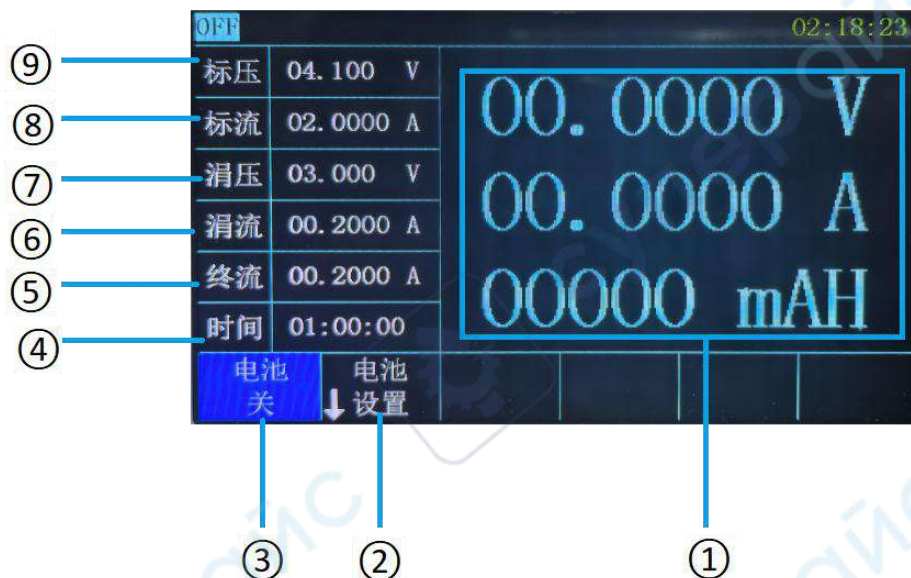 OFF 02:18:23
⑨ 标压 04.100 V
⑧ 标流 02.0000 A
⑦ 涓压 03.000 V
⑥ 涓流 00.2000 A
⑤ 终流 00.2000 A
④ 时间 01:00:00
00.0000 V
00.0000 A
00000 mAH
电池
关
电池
↓设置
③ ② ①